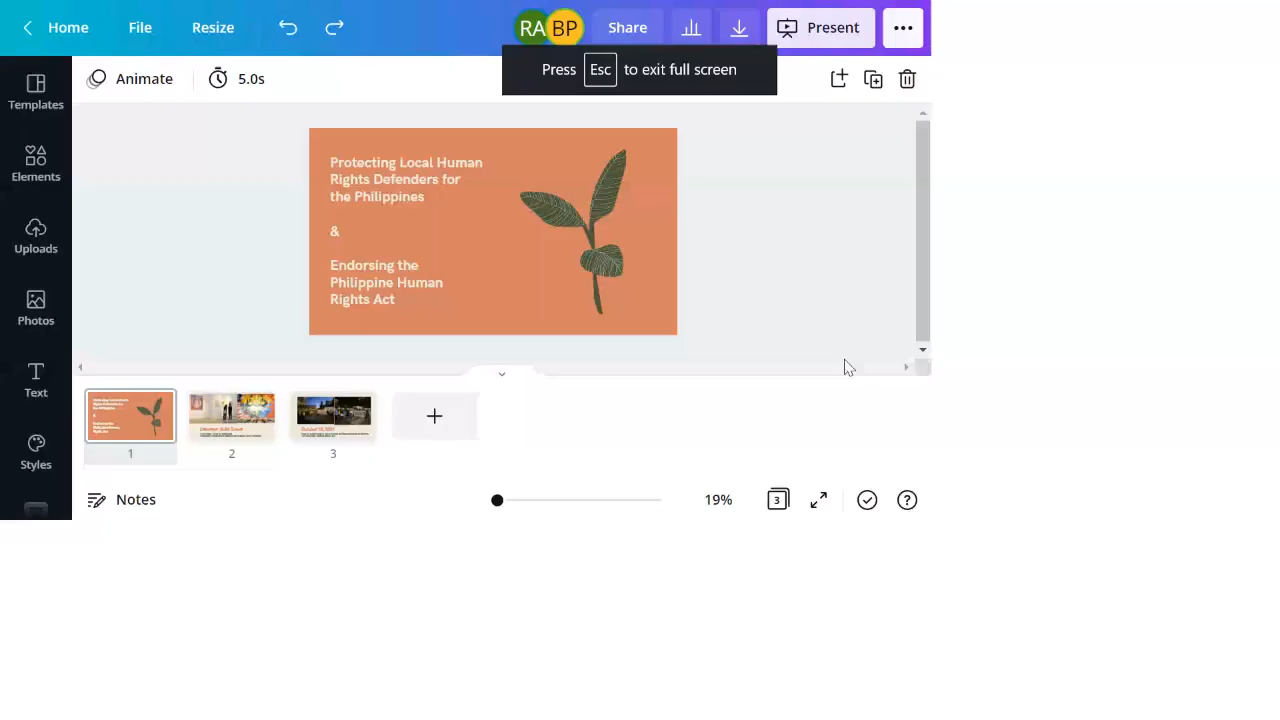 Home
File
Resize
RA
BP
Share
Present
Press Esc to exit full screen
Animate
5.0s
Templates
Elements
Uploads
Photos
Text
Styles
Protecting Local Human
Rights Defenders for
the Philippines
&
Endorsing the
Philippine Human
Rights Act
1
2
3
Notes
19%
3